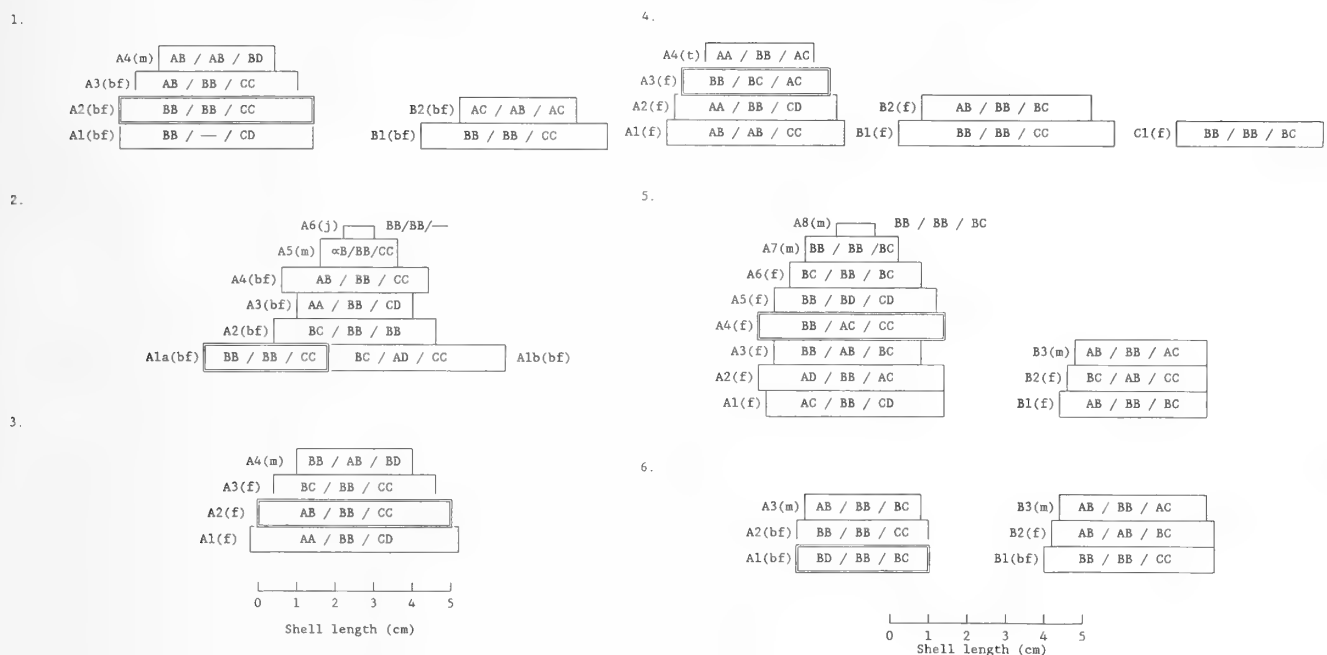 1.
A4(m) AB / AB / BD
A3(bf) AB / BB / CC
A2(bf) BB / BB / CC
A1(bf) BB / — / CD
B2(bf) AC / AB / AC
B1(bf) BB / BB / CC
2.
A6(j) BB/BB/—
A5(m) ∝B/BB/CC
A4(bf) AB / BB / CC
A3(bf) AA / BB / CD
A2(bf) BC / BB / BB
A1a(bf) BB / BB / CC BC / AD / CC A1b(bf)
3.
A4(m) BB / AB / BD
A3(f) BC / BB / CC
A2(f) AB / BB / CC
A1(f) AA / BB / CD
0 1 2 3 4 5
Shell length (cm)
4.
A4(t) AA / BB / AC
A3(f) BB / BC / AC
A2(f) AA / BB / CD
A1(f) AB / AB / CC
B2(f) AB / BB / BC
B1(f) BB / BB / CC
C1(f) BB / BB / BC
5.
A8(m) BB / BB / BC
A7(m) BB / BB /BC
A6(f) BC / BB / BC
A5(f) BB / BD / CD
A4(f) BB / AC / CC
A3(f) BB / AB / BC
A2(f) AD / BB / AC
A1(f) AC / BB / CD
B3(m) AB / BB / AC
B2(f) BC / AB / CC
B1(f) AB / BB / BC
6.
A3(m) AB / BB / BC
A2(bf) BB / BB / CC
A1(bf) BD / BB / BC
B3(m) AB / BB / AC
B2(f) AB / AB / BC
B1(bf) BB / BB / CC
0 1 2 3 4 5
Shell length (cm)